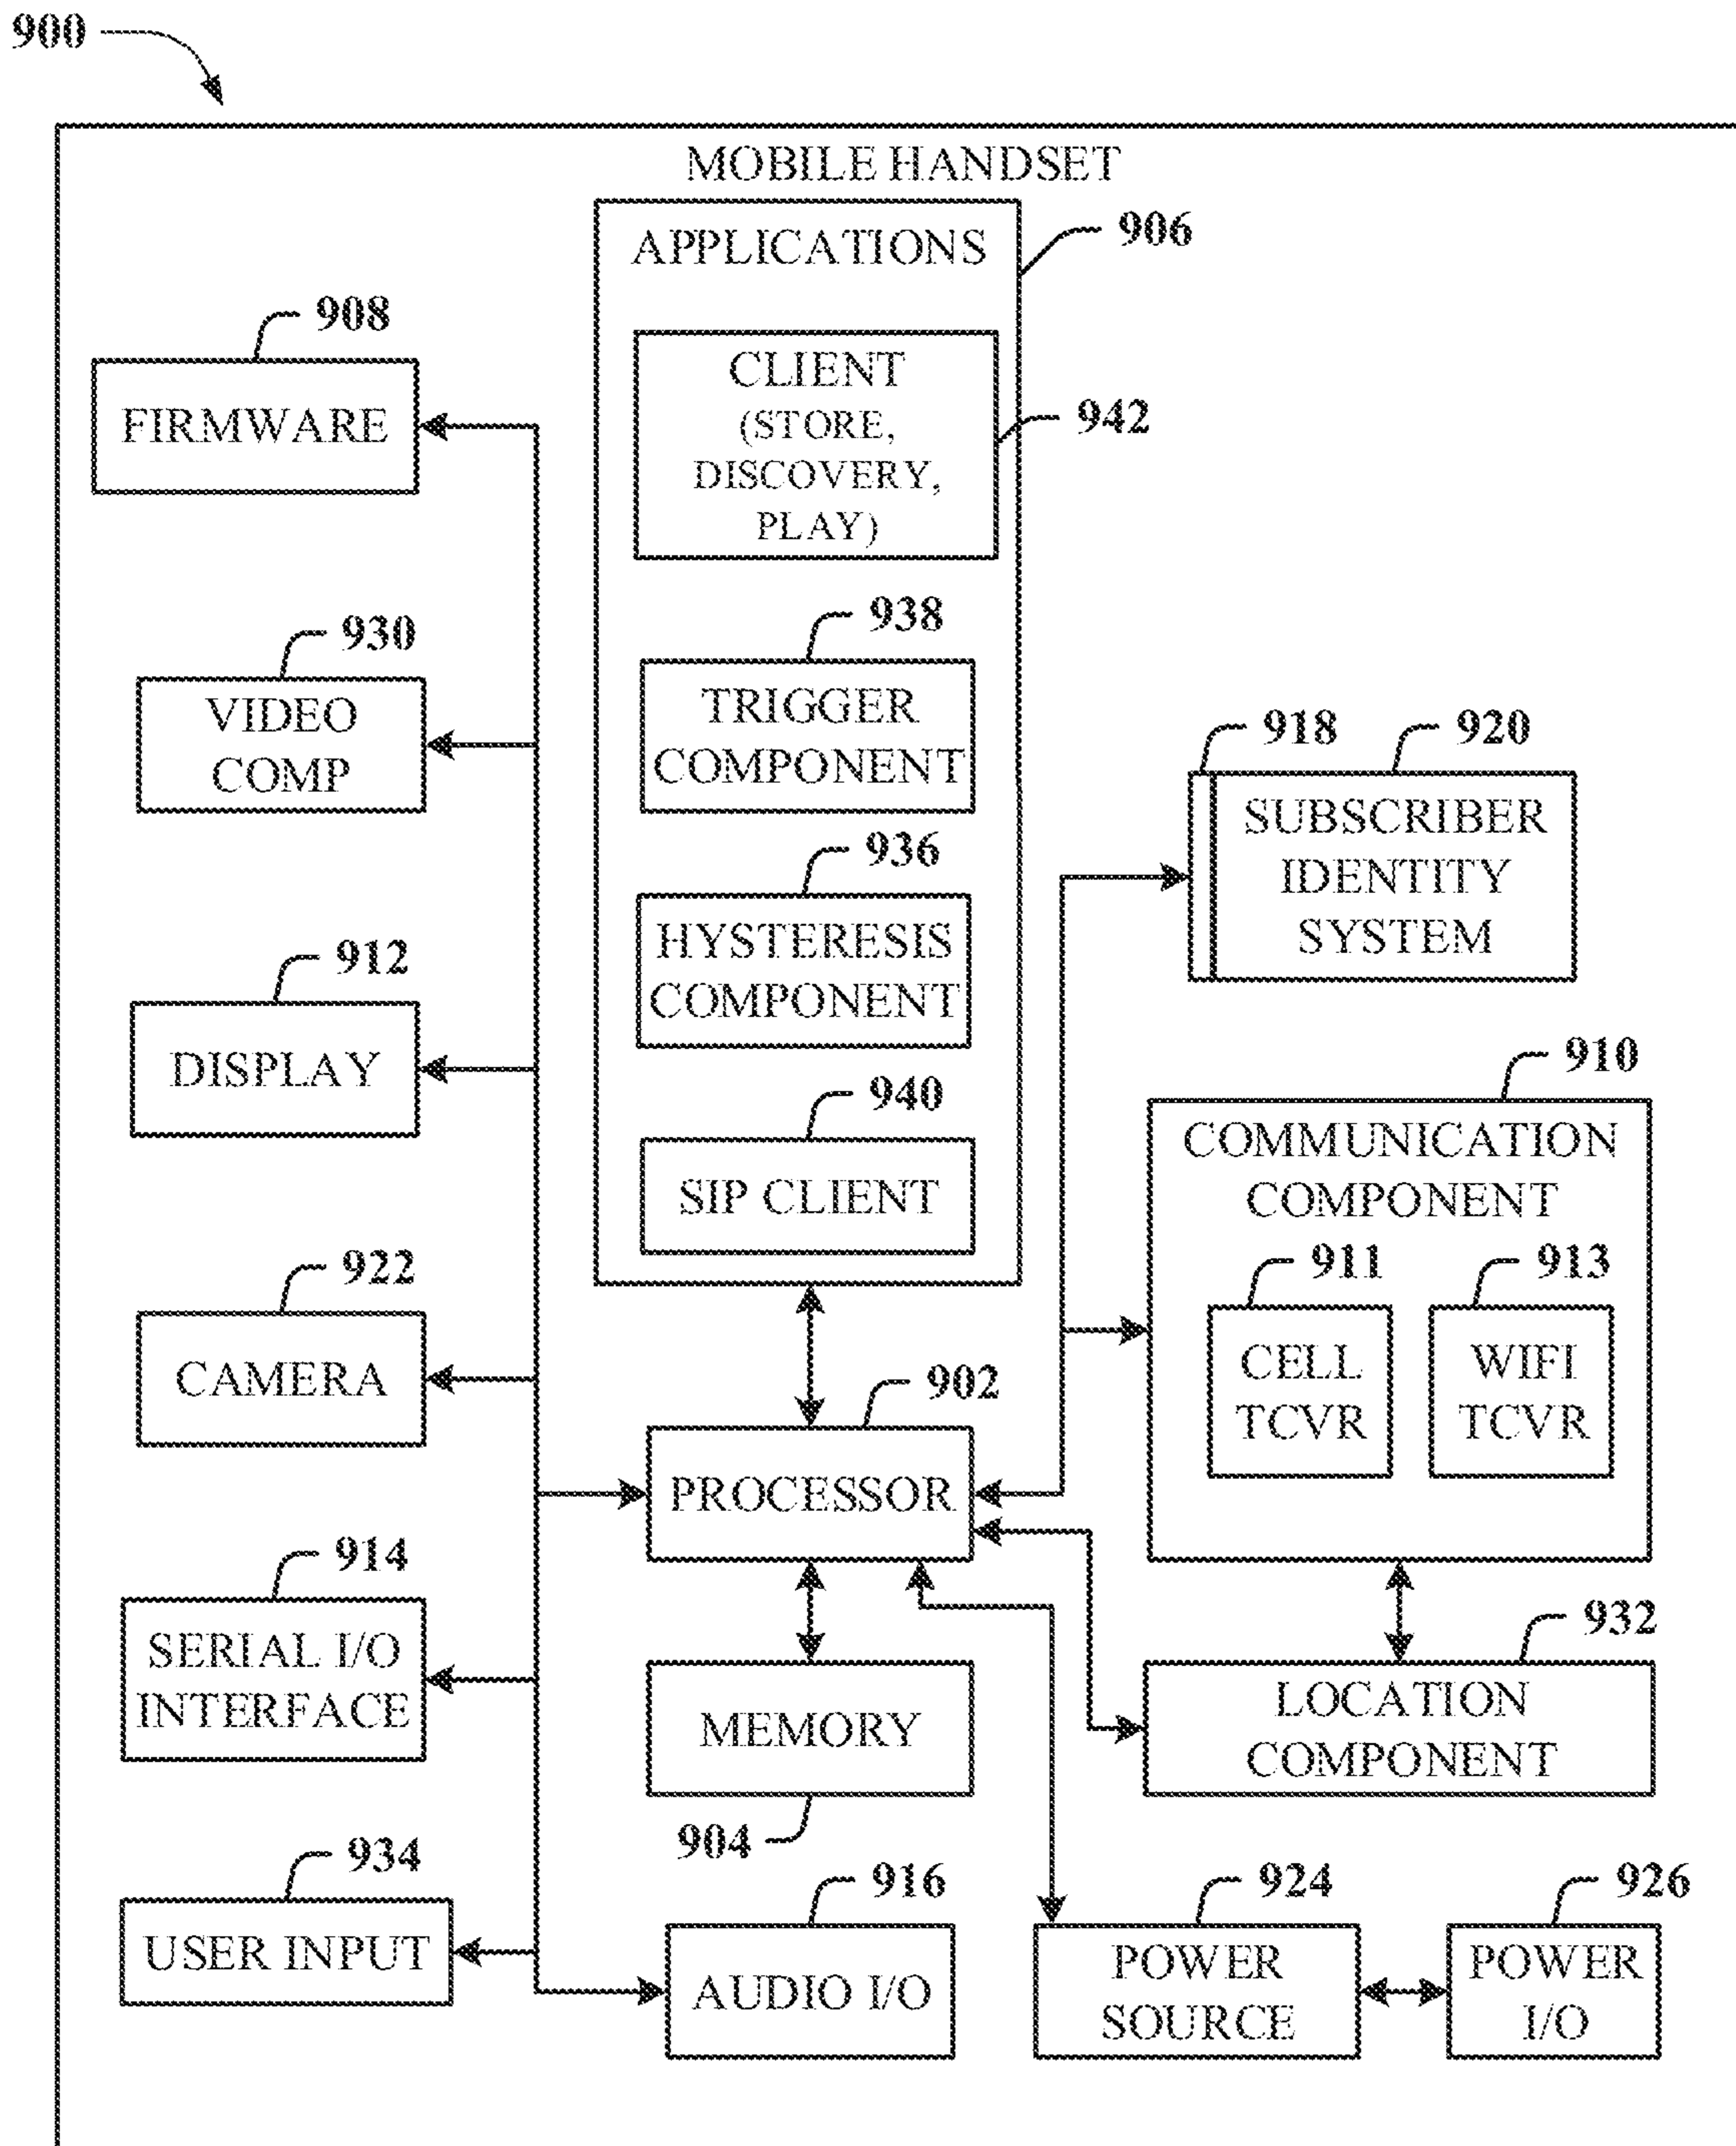 900
MOBILE HANDSET
APPLICATIONS
906
CLIENT
(STORE,
DISCOVERY,
PLAY)
942
938
TRIGGER
COMPONENT
936
HYSTERESIS
COMPONENT
940
SIP CLIENT
908
FIRMWARE
930
VIDEO
COMP
912
DISPLAY
922
CAMERA
914
SERIAL I/O
INTERFACE
934
USER INPUT
902
PROCESSOR
MEMORY
904
916
AUDIO I/O
918
920
SUBSCRIBER
IDENTITY
SYSTEM
910
COMMUNICATION
COMPONENT
911
CELL
TCVR
913
WIFI
TCVR
932
LOCATION
COMPONENT
924
POWER
SOURCE
926
POWER
I/O